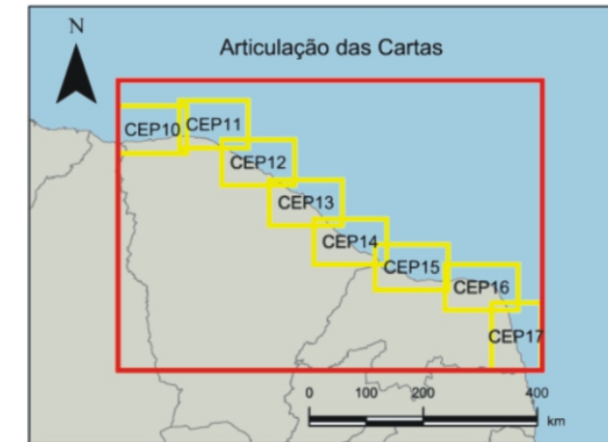 N
Articulação das Cartas
CEP10
CEP11
CEP12
CEP13
CEP14
CEP15
CEP16
CEP17
0 100 200 400
km